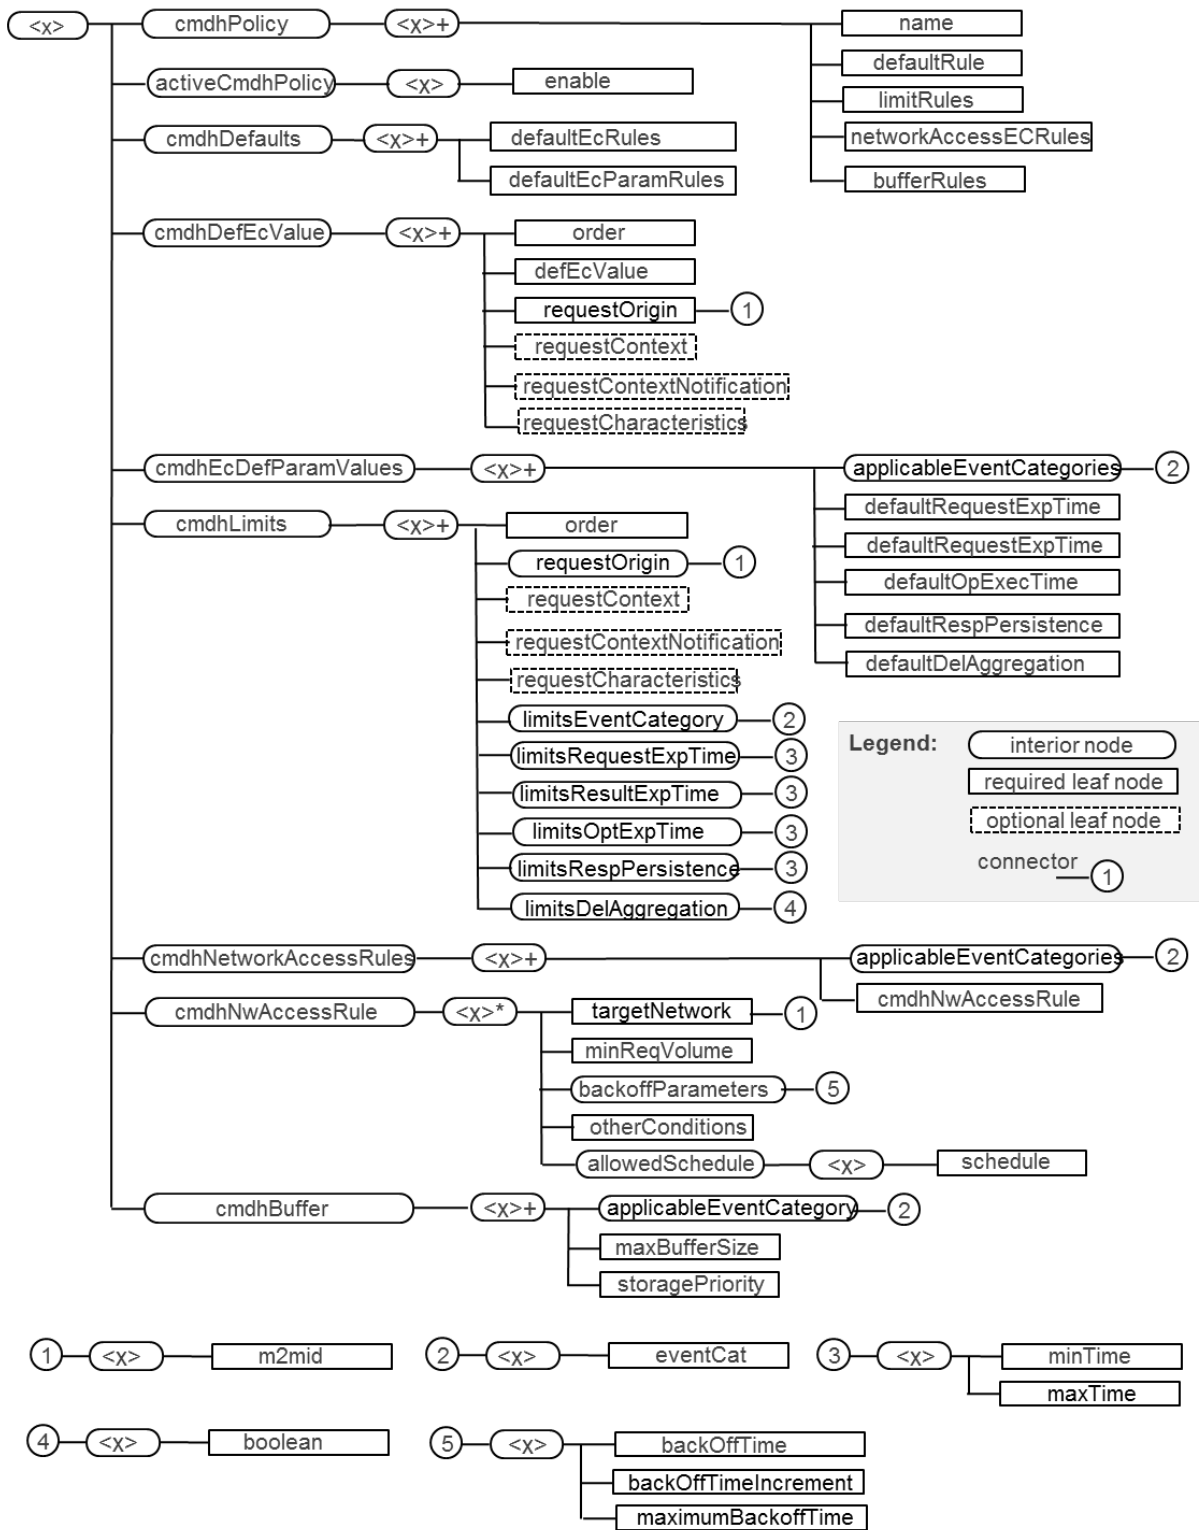 <x>
cmdhPolicy <x>+ name
defaultRule
activeCmdhPolicy <x> enable
limitRules
cmdhDefaults <x>+ defaultEcRules networkAccessECRules
defaultEcParamRules bufferRules
cmdhDefEcValue <x>+ order
defEcValue
requestOrigin 1
requestContext
requestContextNotification
requestCharacteristics
cmdhEcDefParamValues <x>+ applicableEventCategories 2
defaultRequestExpTime
cmdhLimits <x>+ order
defaultRequestExpTime
requestOrigin 1
defaultOpExecTime
requestContext
defaultRespPersistence
requestContextNotification
defaultDelAggregation
requestCharacteristics
limitsEventCategory 2
limitsRequestExpTime 3
limitsResultExpTime 3
limitsOptExpTime 3
limitsRespPersistence 3
limitsDelAggregation 4
Legend: interior node
required leaf node
optional leaf node
connector 1
cmdhNetworkAccessRules <x>+ applicableEventCategories 2
cmdhNwAccessRule
cmdhNwAccessRule <x>* targetNetwork 1
minReqVolume
backoffParameters 5
otherConditions
allowedSchedule <x> schedule
cmdhBuffer <x>+ applicableEventCategory 2
maxBufferSize
storagePriority
1 <x> m2mid
2 <x> eventCat
3 <x> minTime
maxTime
4 <x> boolean
5 <x> backOffTime
backOffTimeIncrement
maximumBackoffTime